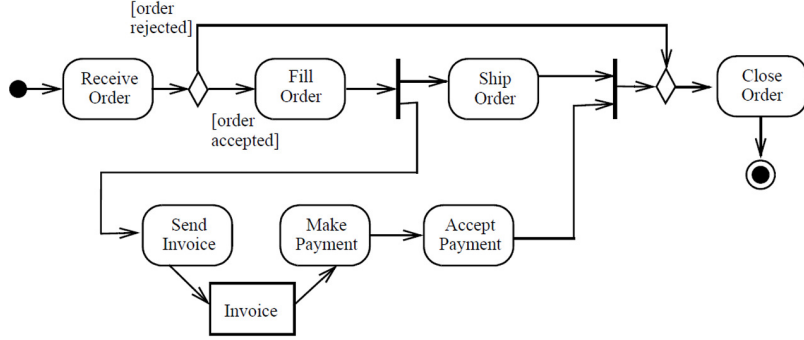 [order
rejected]
Receive
Order
Fill
Order
Ship
Order
Close
Order
[order
accepted]
Send
Invoice
Make
Payment
Accept
Payment
Invoice